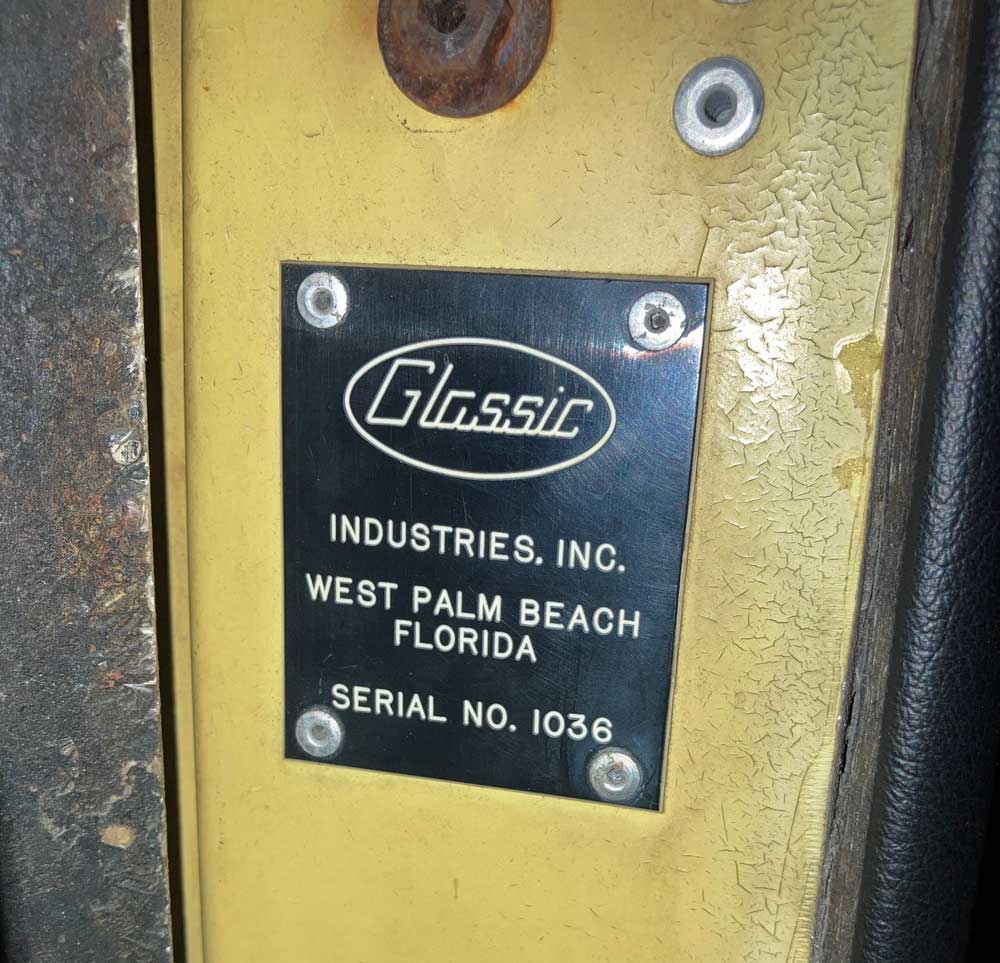 Glassic
INDUSTRIES. INC.
WEST PALM BEACH
FLORIDA
SERIAL NO. 1036